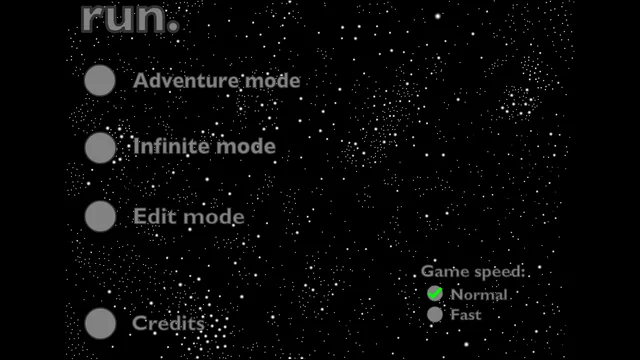 run.
Adventure mode
Infinite mode
Edit mode
Game speed:
Normal
Fast
Credits